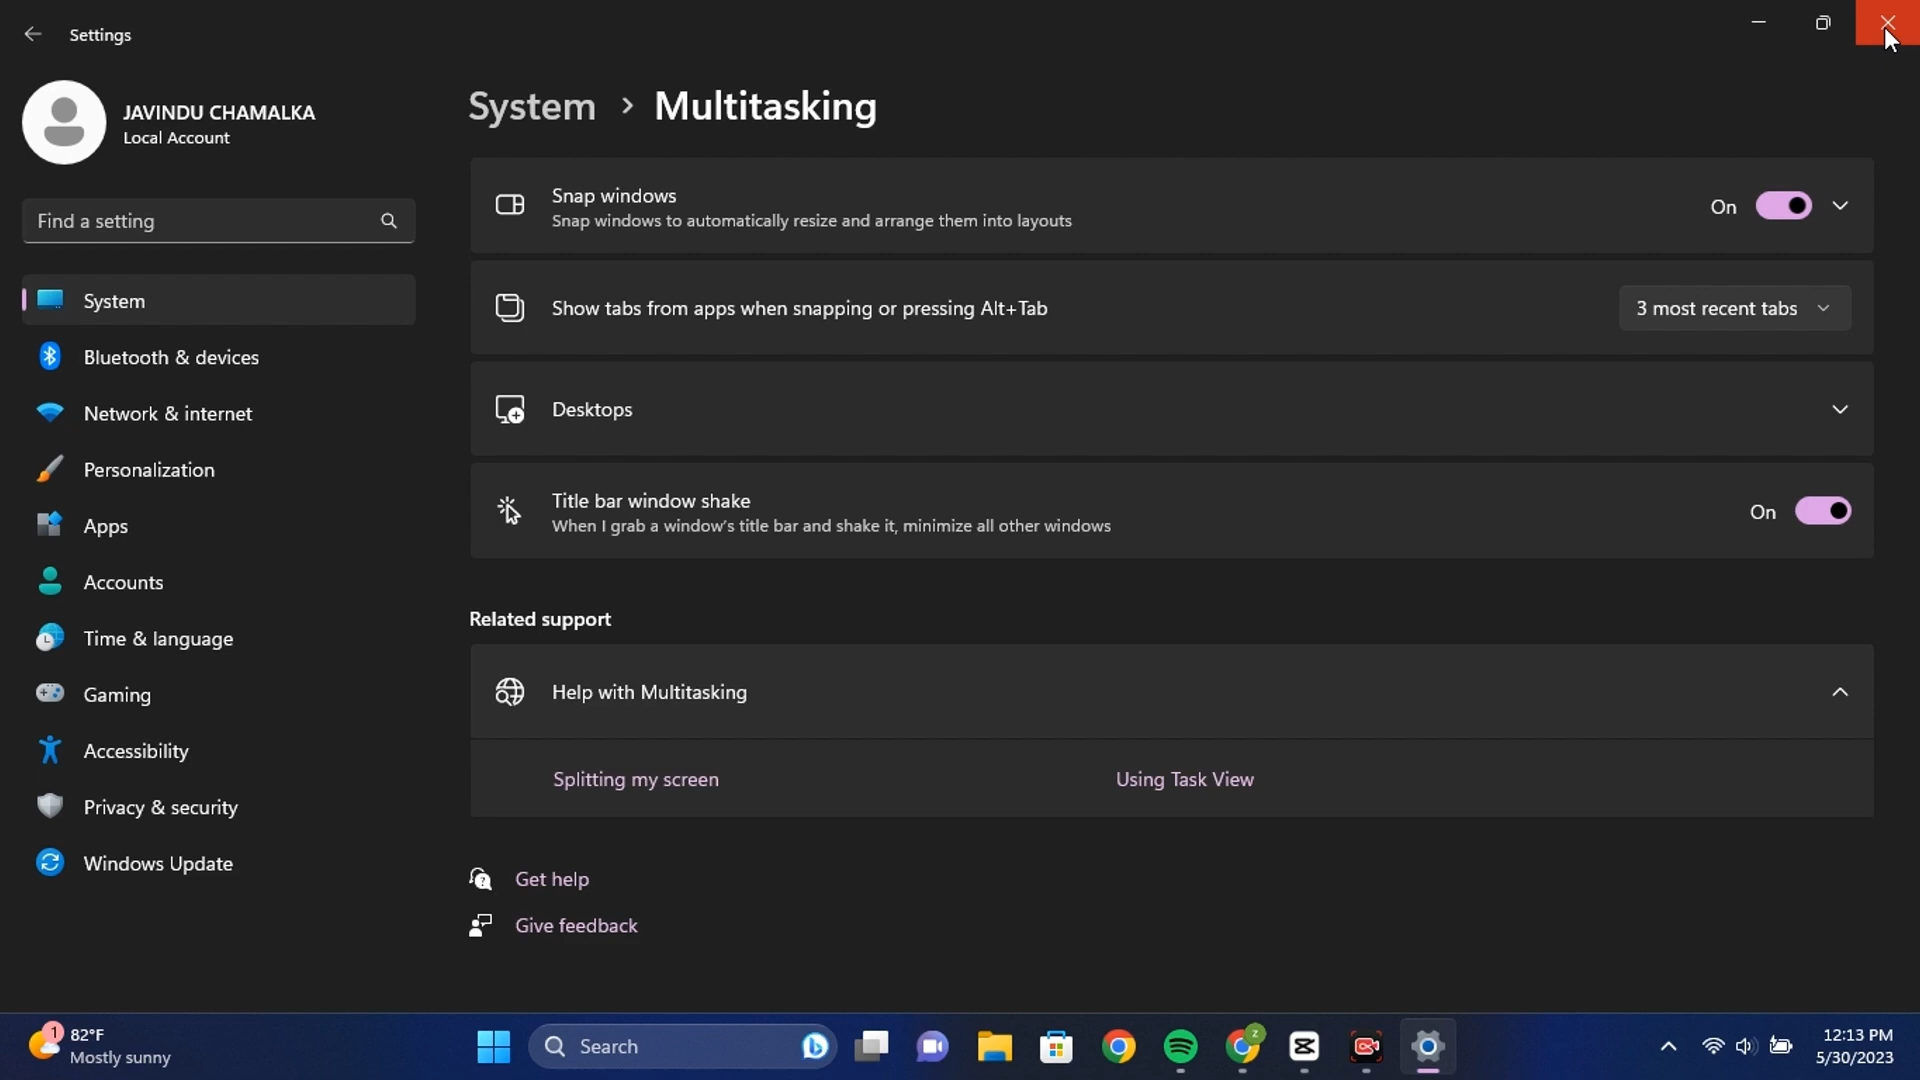 Settings
JAVINDU CHAMALKA
Local Account
Find a setting
System
Bluetooth & devices
Network & internet
Personalization
Apps
Accounts
Time & language
Gaming
Accessibility
Privacy & security
Windows Update
System > Multitasking
Snap windows
Snap windows to automatically resize and arrange them into layouts
On
Show tabs from apps when snapping or pressing Alt+Tab
3 most recent tabs
Desktops
Title bar window shake
When I grab a window's title bar and shake it, minimize all other windows
On
Related support
Help with Multitasking
Splitting my screen
Using Task View
Get help
Give feedback
1
82°F
Mostly sunny
Search
z
12:13 PM
5/30/2023